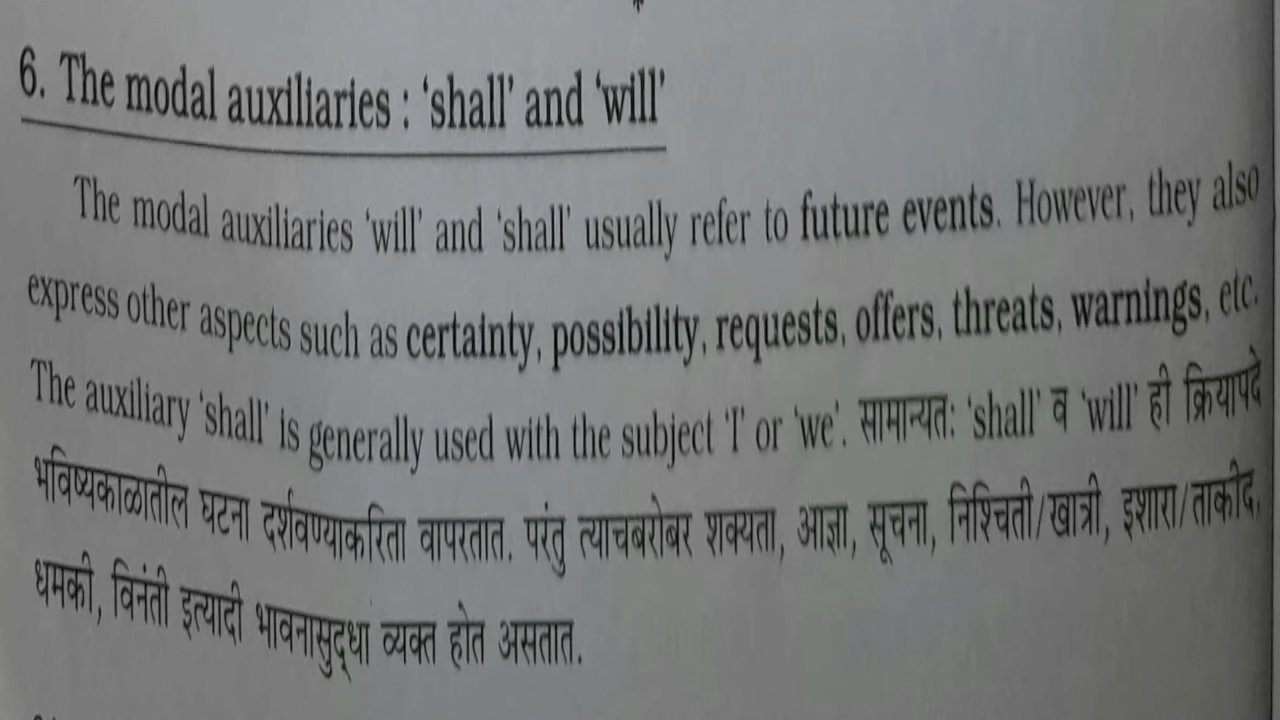 6. The modal auxiliaries : ‘shall’ and ‘will’
The modal auxiliaries ‘will’ and ‘shall’ usually refer to future events. However, they also
express other aspects such as certainty, possibility, requests, offers, threats, warnings, etc.
The auxiliary ‘shall’ is generally used with the subject ‘I’ or ‘we’. सामान्यतः ‘shall’ व ‘will’ ही क्रियापदे
भविष्यकाळातील घटना दर्शवण्याकरिता वापरतात. परंतु त्याचबरोबर शक्यता, आज्ञा, सूचना, निश्चिती/खात्री, इशारा/ताकीद,
धमकी, विनंती इत्यादी भावनासुद्धा व्यक्त होत असतात.